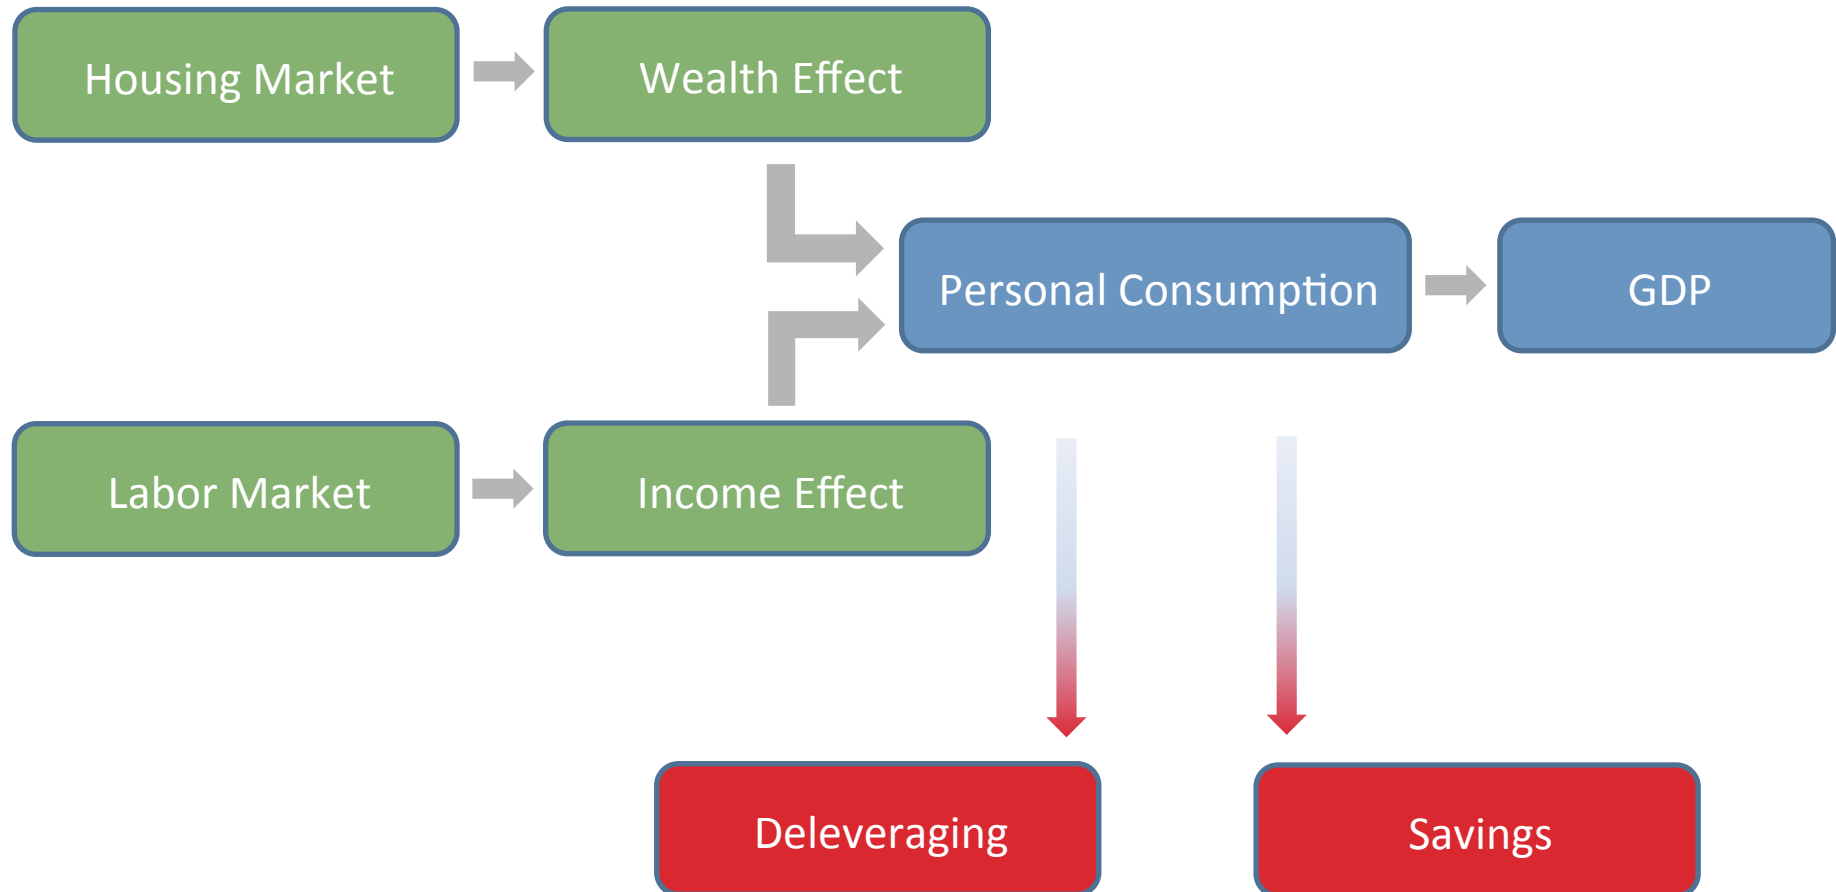 Housing Market
Wealth Effect
Personal Consumption
GDP
Labor Market
Income Effect
Deleveraging
Savings